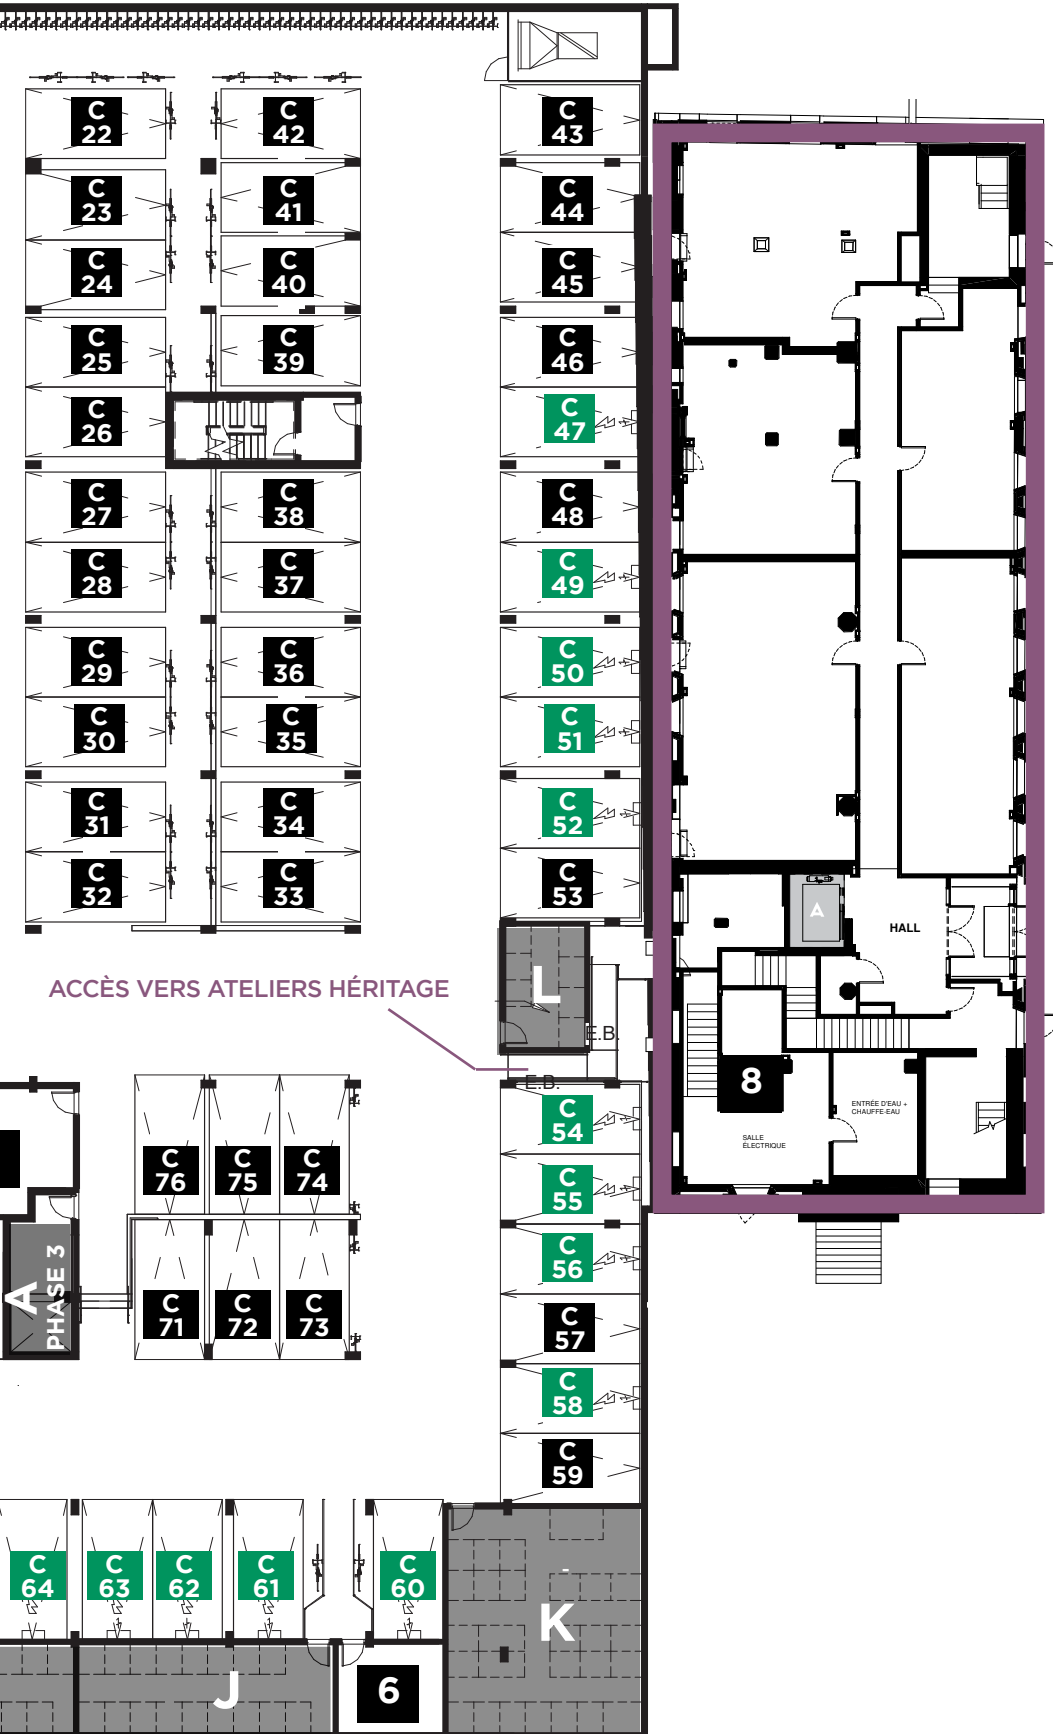 C
22
C
42
C
43
C
23
C
41
C
44
C
24
C
40
C
45
C
25
C
39
C
46
C
26
C
47
C
27
C
38
C
48
C
28
C
37
C
49
C
29
C
36
C
50
C
30
C
35
C
51
C
31
C
34
C
52
C
32
C
33
C
53
A
HALL
ACCÈS VERS ATELIERS HÉRITAGE
L
E.B.
E.B.
8
ENTRÉE D'EAU +
CHAUFFE-EAU
SALLE
ÉLECTRIQUE
C
54
C
76
C
75
C
74
C
55
A
PHASE 3
C
56
C
71
C
72
C
73
C
57
C
58
C
59
C
64
C
63
C
62
C
61
C
60
K
J
6